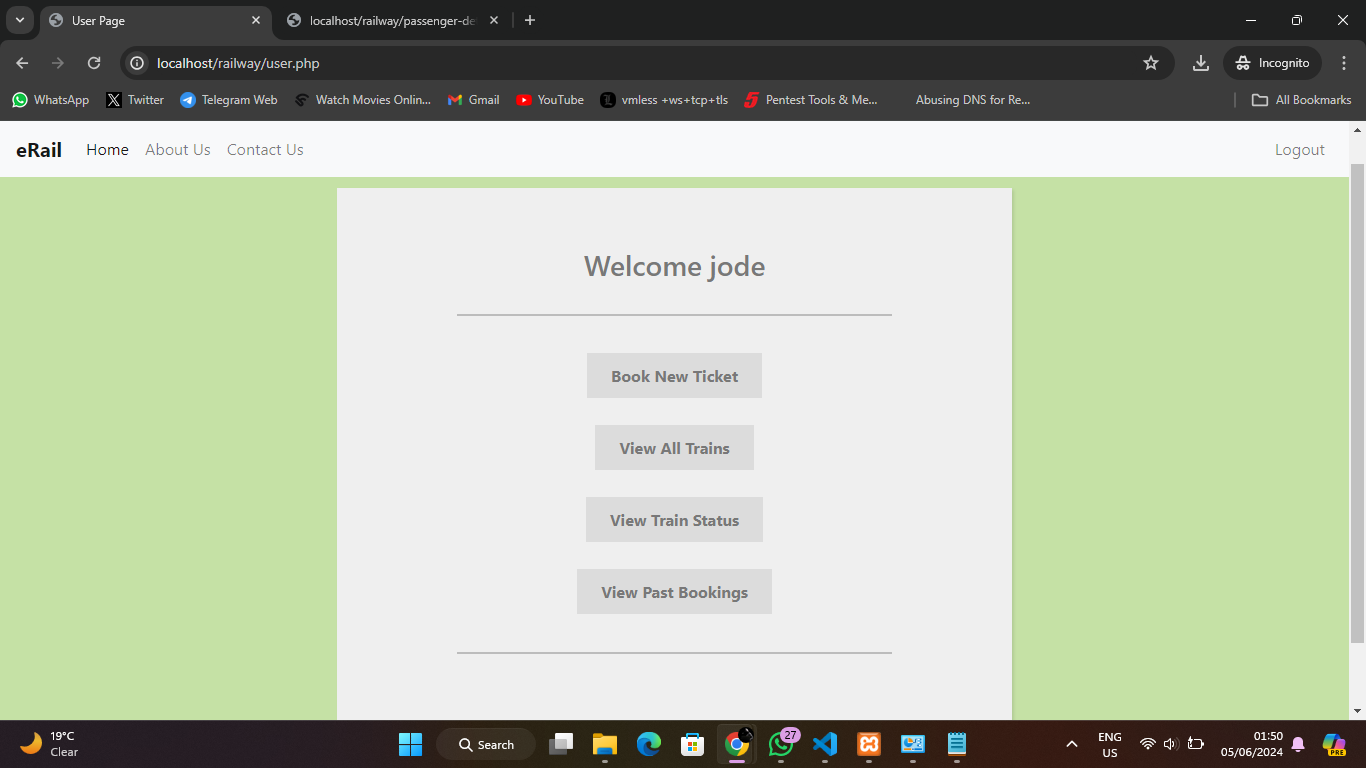 User Page
localhost/railway/passenger-de
localhost/railway/user.php
Incognito
WhatsApp
Twitter
Telegram Web
Watch Movies Onlin...
Gmail
YouTube
vmless +ws+tcp+tls
Pentest Tools & Me...
Abusing DNS for Re...
All Bookmarks
eRail
Home
About Us
Contact Us
Logout
Welcome jode
Book New Ticket
View All Trains
View Train Status
View Past Bookings
19°C
Clear
Search
27
ENG
US
01:50
05/06/2024
PRE